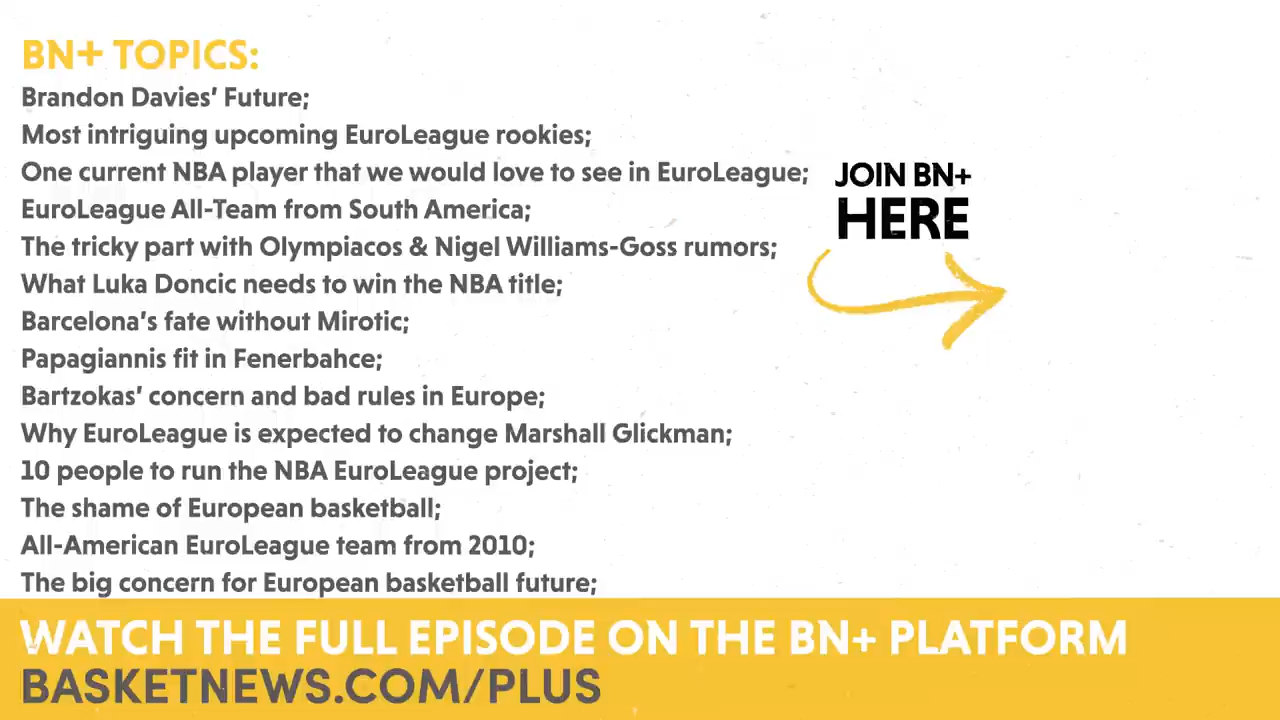 BN+ TOPICS:
Brandon Davies’ Future;
Most intriguing upcoming EuroLeague rookies;
One current NBA player that we would love to see in EuroLeague;
EuroLeague All-Team from South America;
The tricky part with Olympiacos & Nigel Williams-Goss rumors;
What Luka Doncic needs to win the NBA title;
Barcelona’s fate without Mirotic;
Papagiannis fit in Fenerbahce;
Bartzokas’ concern and bad rules in Europe;
Why EuroLeague is expected to change Marshall Glickman;
10 people to run the NBA EuroLeague project;
The shame of European basketball;
All-American EuroLeague team from 2010;
The big concern for European basketball future;
JOIN BN+
HERE
WATCH THE FULL EPISODE ON THE BN+ PLATFORM
BASKETNEWS.COM/PLUS